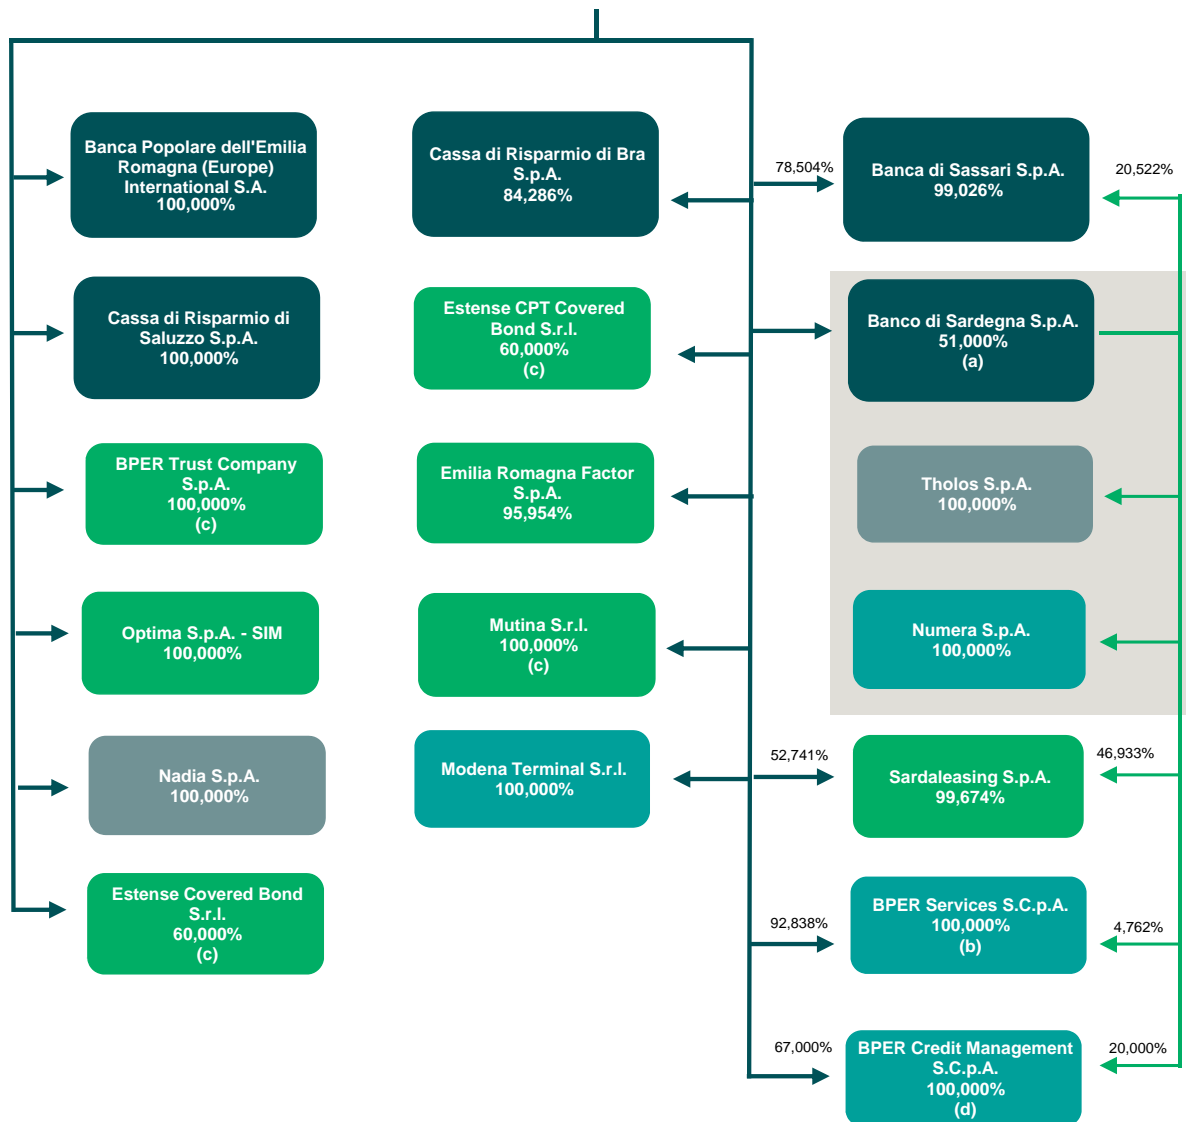 Banca Popolare dell'Emilia
Romagna (Europe)
International S.A.
100,000%
Cassa di Risparmio di Bra
S.p.A.
84,286%
78,504%
Banca di Sassari S.p.A.
99,026%
20,522%
Cassa di Risparmio di
Saluzzo S.p.A.
100,000%
Estense CPT Covered
Bond S.r.l.
60,000%
(c)
Banco di Sardegna S.p.A.
51,000%
(a)
BPER Trust Company
S.p.A.
100,000%
(c)
Emilia Romagna Factor
S.p.A.
95,954%
Tholos S.p.A.
100,000%
Optima S.p.A. - SIM
100,000%
Mutina S.r.l.
100,000%
(c)
Numera S.p.A.
100,000%
Nadia S.p.A.
100,000%
Modena Terminal S.r.l.
100,000%
52,741%
Sardaleasing S.p.A.
99,674%
46,933%
Estense Covered Bond
S.r.l.
60,000%
(c)
92,838%
BPER Services S.C.p.A.
100,000%
(b)
4,762%
67,000%
BPER Credit Management
S.C.p.A.
100,000%
(d)
20,000%